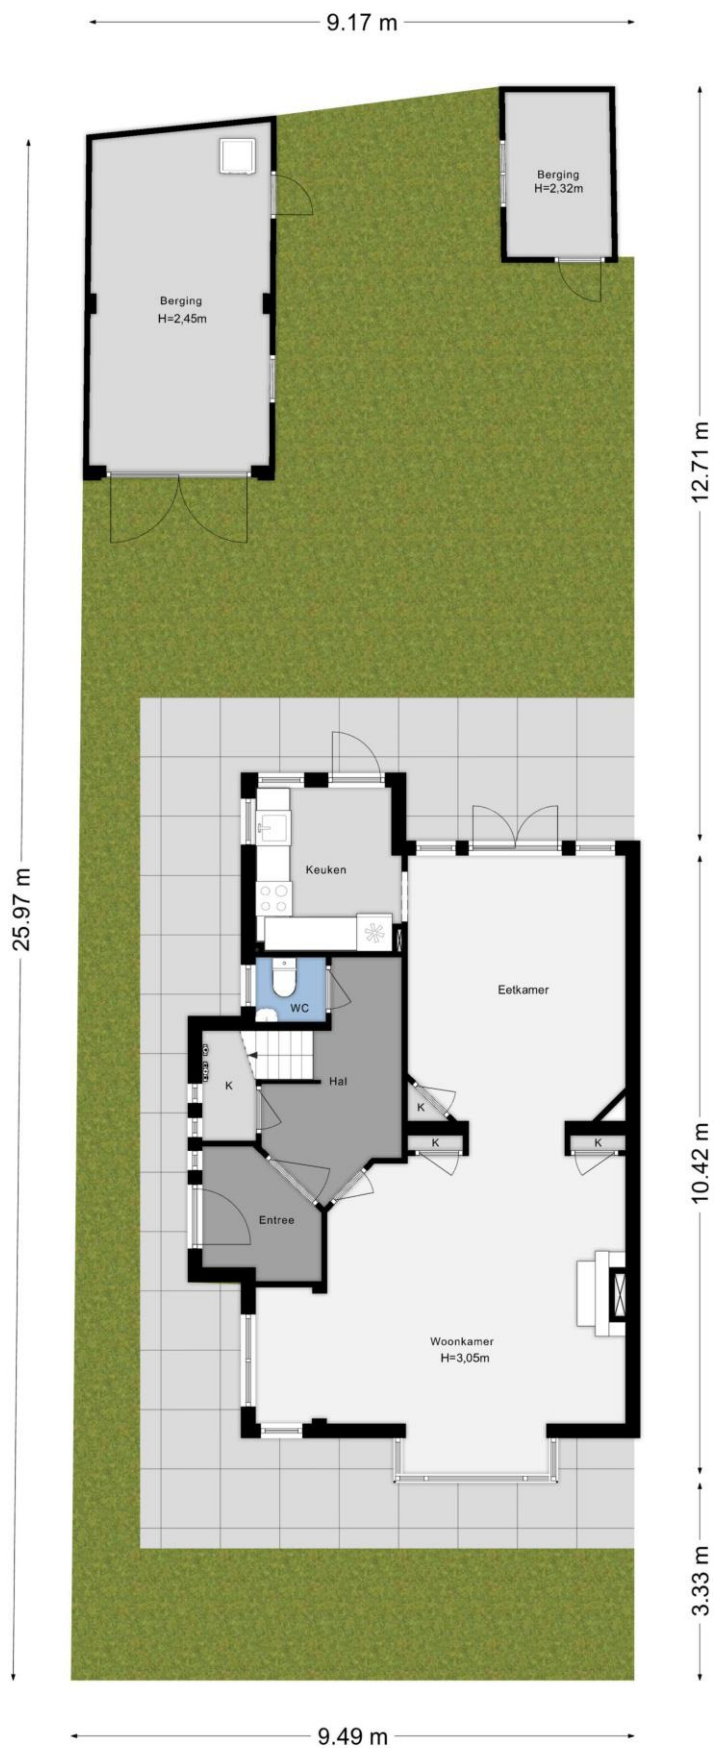 9.17 m
Berging
H=2,32m
Berging
H=2,45m
12.71 m
25.97 m
Keuken
Eetkamer
WC
Hal
K
K
K
K
10.42 m
Entree
Woonkamer
H=3,05m
3.33 m
9.49 m